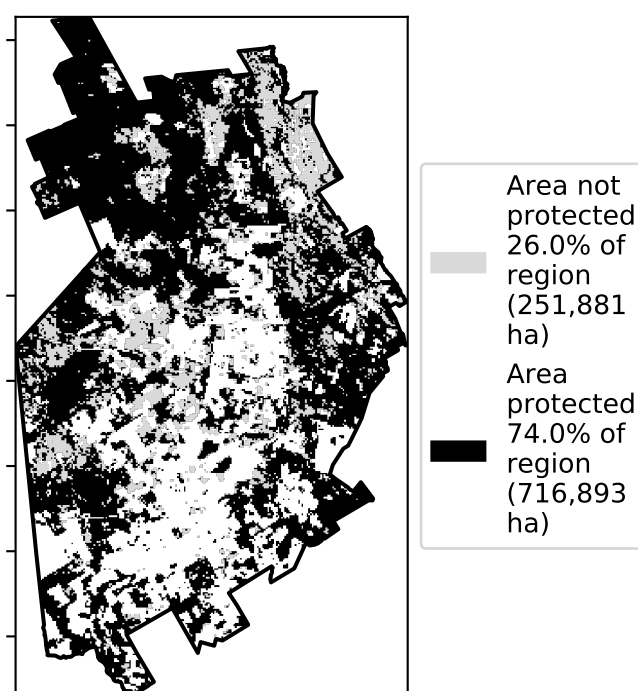 Area not
protected
26.0% of
region
(251,881
ha)
Area
protected
74.0% of
region
(716,893
ha)